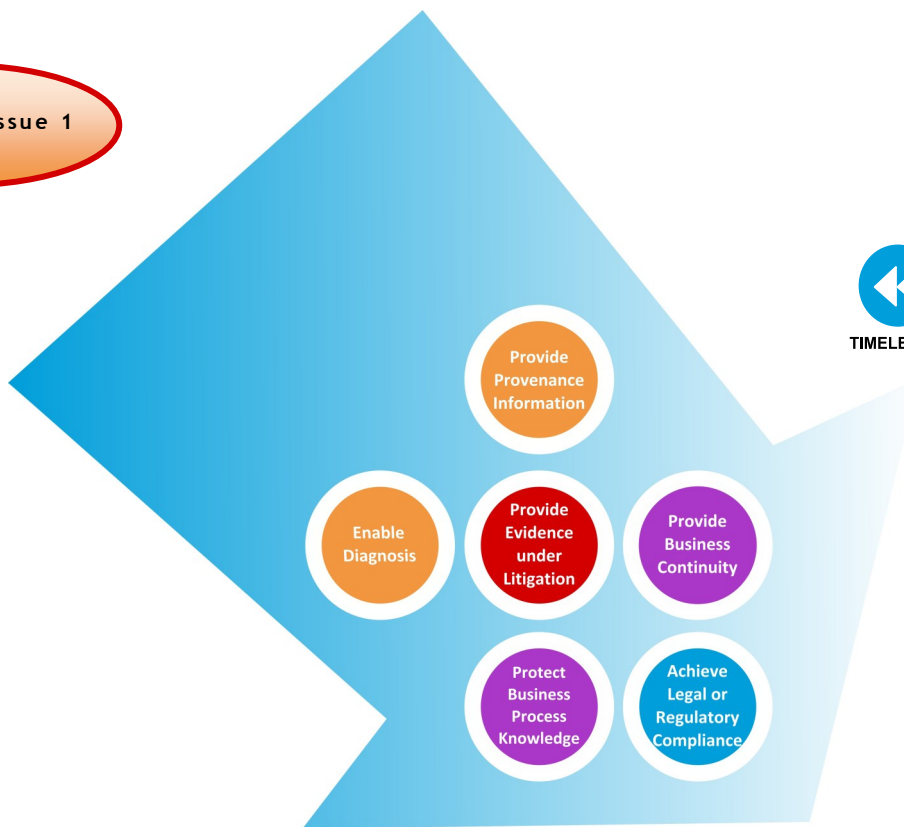 ssue 1
TIMELE
Provide
Provenance
Information
Enable
Diagnosis
Provide
Evidence
under
Litigation
Provide
Business
Continuity
Protect
Business
Process
Knowledge
Achieve
Legal or
Regulatory
Compliance